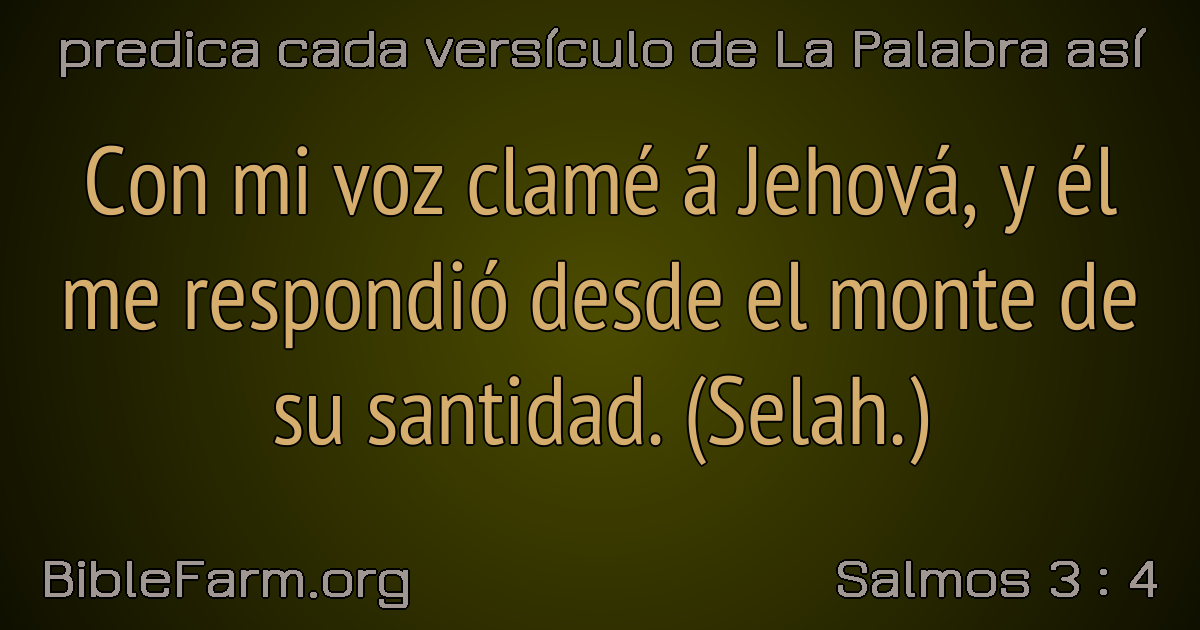 predica cada versículo de La Palabra así
Con mi voz clamé á Jehová, y él
me respondió desde el monte de
su santidad. (Selah.)
BibleFarm.org
Salmos 3 : 4